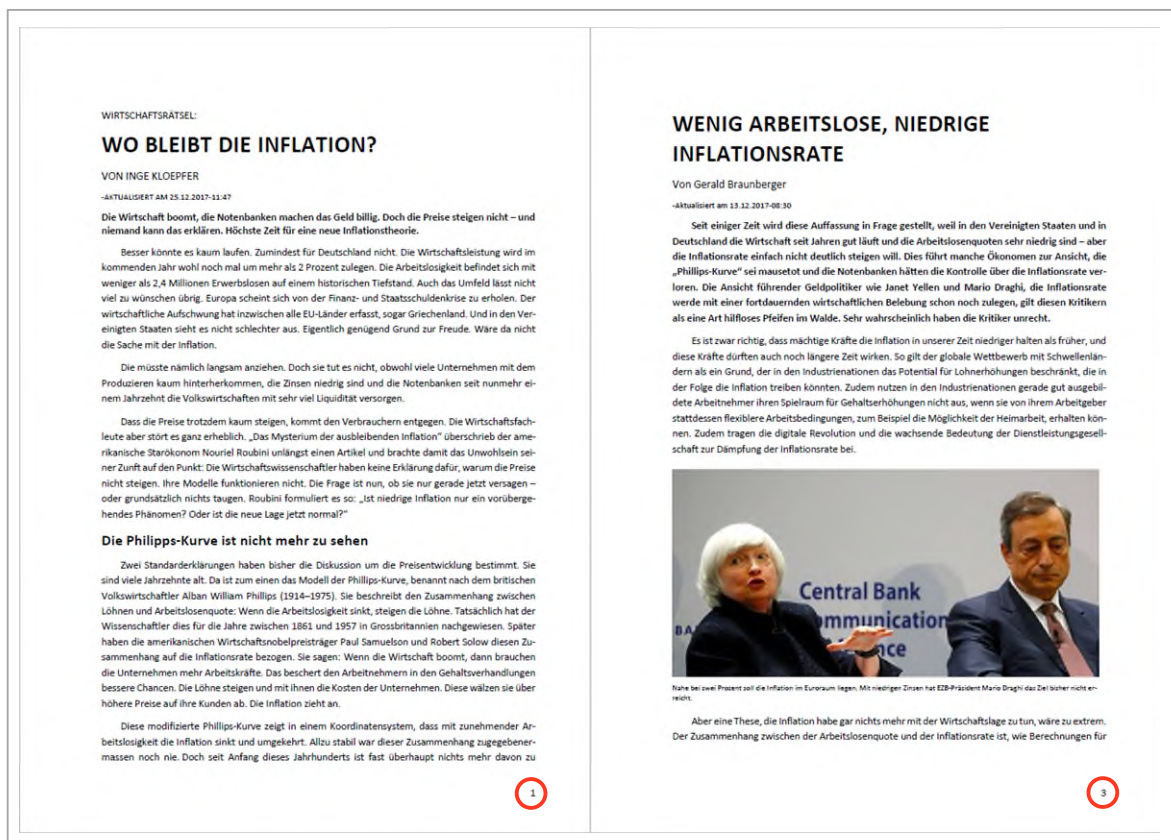 WIRTSCHAFTSRÄTSEL:
WO BLEIBT DIE INFLATION?
VON INGE KLOEPFER
-AKTUALISIERT AM 25.12.2017-11:47
Die Wirtschaft boomt, die Notenbanken machen das Geld billig. Doch die Preise steigen nicht – und
niemand kann das erklären. Höchste Zeit für eine neue Inflationstheorie.
Besser könnte es kaum laufen. Zumindest für Deutschland nicht. Die Wirtschaftsleistung wird im
kommenden Jahr wohl noch mal um mehr als 2 Prozent zulegen. Die Arbeitslosigkeit befindet sich mit
weniger als 2,4 Millionen Erwerbslosen auf einem historischen Tiefstand. Auch das Umfeld lässt nicht
viel zu wünschen übrig. Europa scheint sich von der Finanz- und Staatsschuldenkrise zu erholen. Der
wirtschaftliche Aufschwung hat inzwischen alle EU-Länder erfasst, sogar Griechenland. Und in den Ver-
einigten Staaten sieht es nicht schlechter aus. Eigentlich genügend Grund zur Freude. Wäre da nicht
die Sache mit der Inflation.
Die müsste nämlich langsam anziehen. Doch sie tut es nicht, obwohl viele Unternehmen mit dem
Produzieren kaum hinterherkommen, die Zinsen niedrig sind und die Notenbanken seit nunmehr ei-
nem Jahrzehnt die Volkswirtschaften mit sehr viel Liquidität versorgen.
Dass die Preise trotzdem kaum steigen, kommt den Verbrauchern entgegen. Die Wirtschaftsfach-
leute aber stört es ganz erheblich. „Das Mysterium der ausbleibenden Inflation“ überschrieb der ame-
rikanische Starökonom Nouriel Roubini unlängst einen Artikel und brachte damit das Unwohlsein sei-
ner Zunft auf den Punkt: Die Wirtschaftswissenschaftler haben keine Erklärung dafür, warum die Preise
nicht steigen. Ihre Modelle funktionieren nicht. Die Frage ist nun, ob sie nur gerade jetzt versagen –
oder grundsätzlich nichts taugen. Roubini formuliert es so: „Ist niedrige Inflation nur ein vorüberge-
hendes Phänomen? Oder ist die neue Lage jetzt normal?“
Die Philipps-Kurve ist nicht mehr zu sehen
Zwei Standarderklärungen haben bisher die Diskussion um die Preisentwicklung bestimmt. Sie
sind viele Jahrzehnte alt. Da ist zum einen das Modell der Phillips-Kurve, benannt nach dem britischen
Volkswirtschaftler Alban William Phillips (1914–1975). Sie beschreibt den Zusammenhang zwischen
Löhnen und Arbeitslosenquote: Wenn die Arbeitslosigkeit sinkt, steigen die Löhne. Tatsächlich hat der
Wissenschaftler dies für die Jahre zwischen 1861 und 1957 in Grossbritannien nachgewiesen. Später
haben die amerikanischen Wirtschaftsnobelpreisträger Paul Samuelson und Robert Solow diesen Zu-
sammenhang auf die Inflationsrate bezogen. Sie sagen: Wenn die Wirtschaft boomt, dann brauchen
die Unternehmen mehr Arbeitskräfte. Das beschert den Arbeitnehmern in den Gehaltsverhandlungen
bessere Chancen. Die Löhne steigen und mit ihnen die Kosten der Unternehmen. Diese wälzen sie über
höhere Preise auf ihre Kunden ab. Die Inflation zieht an.
Diese modifizierte Phillips-Kurve zeigt in einem Koordinatensystem, dass mit zunehmender Ar-
beitslosigkeit die Inflation sinkt und umgekehrt. Allzu stabil war dieser Zusammenhang zugegebener-
massen noch nie. Doch seit Anfang dieses Jahrhunderts ist fast überhaupt nichts mehr davon zu
1
WENIG ARBEITSLOSE, NIEDRIGE
INFLATIONSRATE
Von Gerald Braunberger
-Aktualisiert am 13.12.2017-08:30
Seit einiger Zeit wird diese Auffassung in Frage gestellt, weil in den Vereinigten Staaten und in
Deutschland die Wirtschaft seit Jahren gut läuft und die Arbeitslosenquoten sehr niedrig sind – aber
die Inflationsrate einfach nicht deutlich steigen will. Dies führt manche Ökonomen zur Ansicht, die
„Phillips-Kurve“ sei mausetot und die Notenbanken hätten die Kontrolle über die Inflationsrate ver-
loren. Die Ansicht führender Geldpolitiker wie Janet Yellen und Mario Draghi, die Inflationsrate
werde mit einer fortdauernden wirtschaftlichen Belebung schon noch zulegen, gilt diesen Kritikern
als eine Art hilfloses Pfeifen im Walde. Sehr wahrscheinlich haben die Kritiker unrecht.
Es ist zwar richtig, dass mächtige Kräfte die Inflation in unserer Zeit niedriger halten als früher, und
diese Kräfte dürften auch noch längere Zeit wirken. So gilt der globale Wettbewerb mit Schwellenlän-
dern als ein Grund, der in den Industrienationen das Potential für Lohnerhöhungen beschränkt, die in
der Folge die Inflation treiben könnten. Zudem nutzen in den Industrienationen gerade gut ausgebil-
dete Arbeitnehmer ihren Spielraum für Gehaltserhöhungen nicht aus, wenn sie von ihrem Arbeitgeber
stattdessen flexiblere Arbeitsbedingungen, zum Beispiel die Möglichkeit der Heimarbeit, erhalten kön-
nen. Zudem tragen die digitale Revolution und die wachsende Bedeutung der Dienstleistungsgesell-
schaft zur Dämpfung der Inflationsrate bei.
Central Bank
mmunication
nce
Nahe bei zwei Prozent soll die Inflation im Euroraum liegen. Mit niedrigen Zinsen hat EZB-Präsident Mario Draghi das Ziel bisher nicht er-
reicht.
Aber eine These, die Inflation habe gar nichts mehr mit der Wirtschaftslage zu tun, wäre zu extrem.
Der Zusammenhang zwischen der Arbeitslosenquote und der Inflationsrate ist, wie Berechnungen für
3